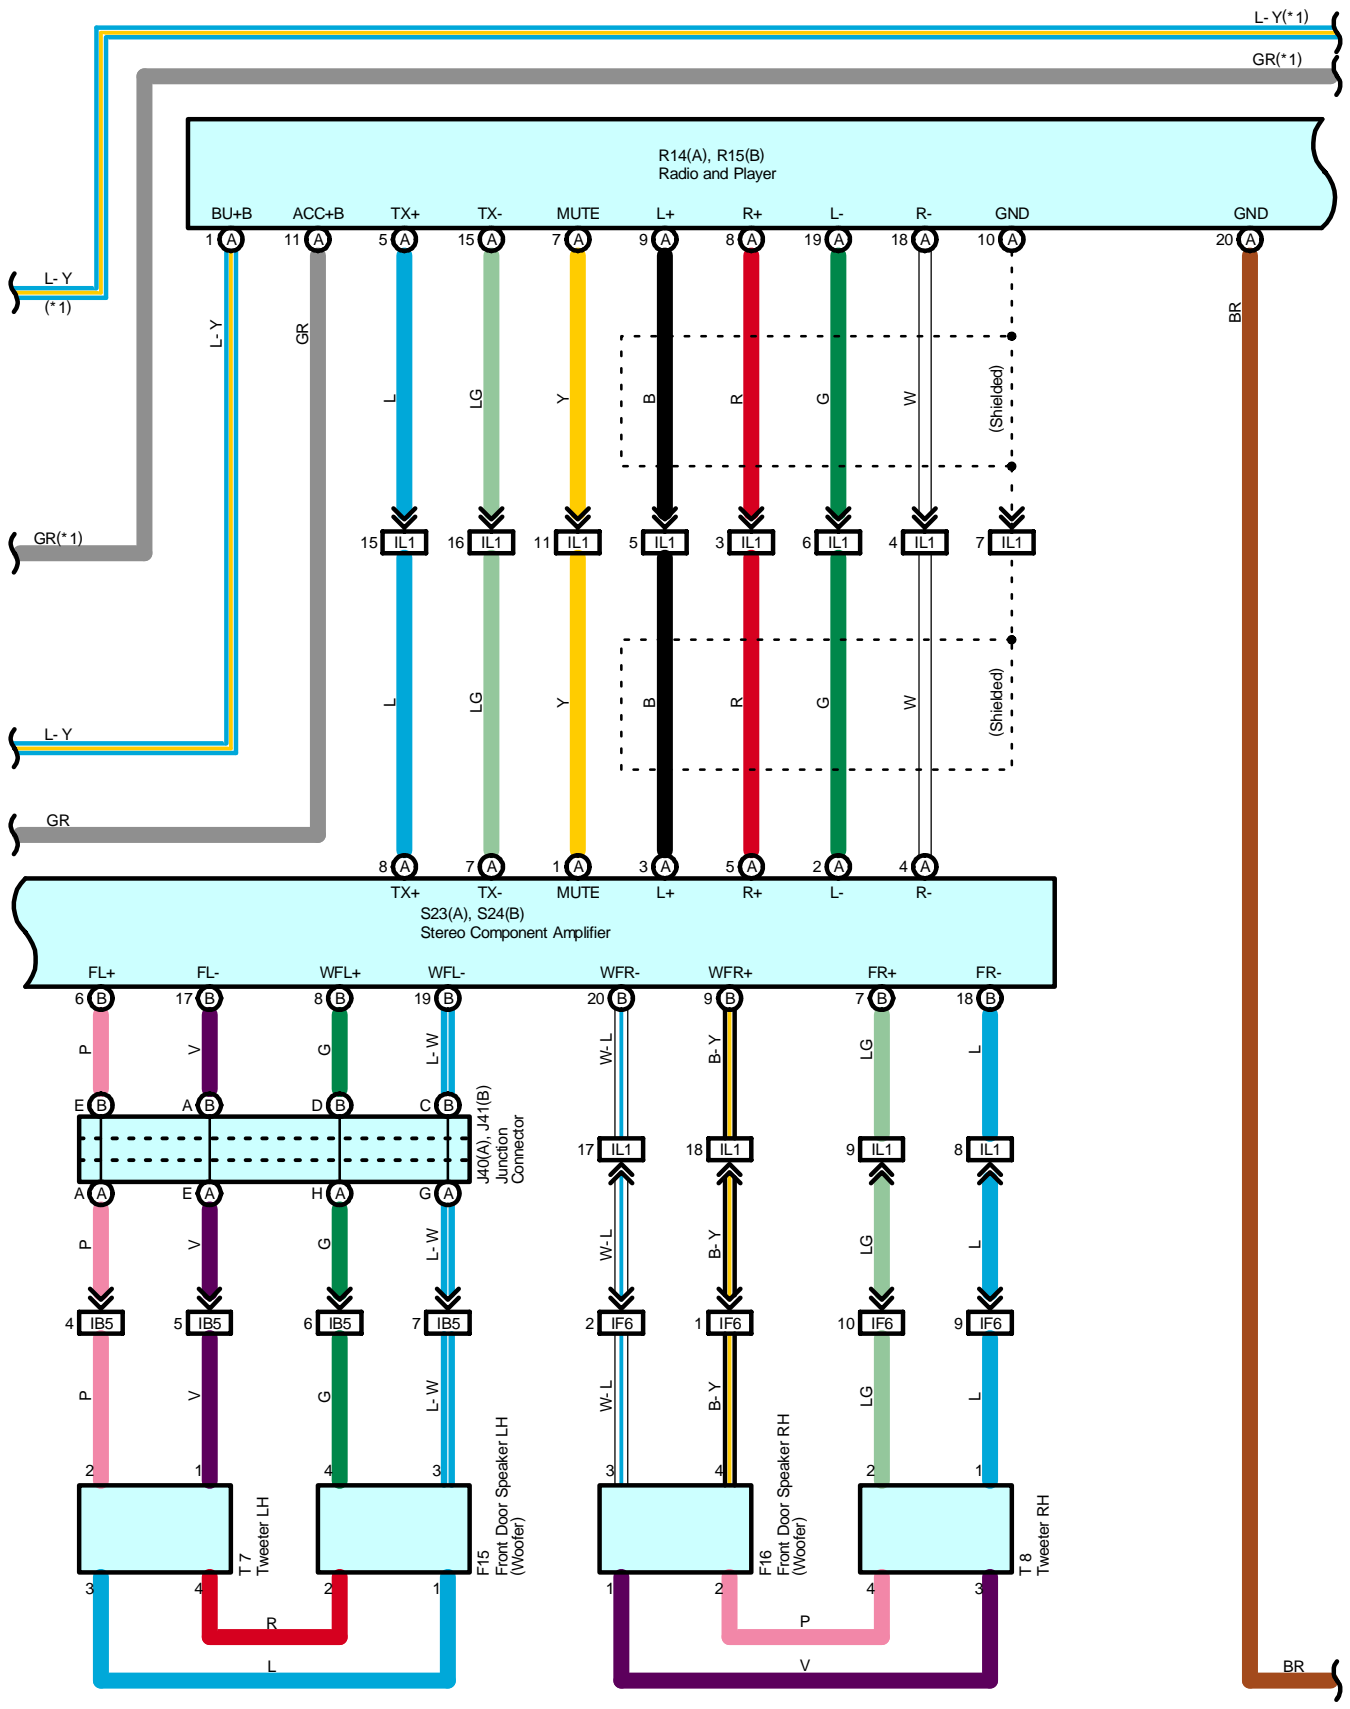 L-Y(*1)
GR(*1)
R14(A), R15(B)
Radio and Player
BU+B ACC+B TX+ TX- MUTE L+ R+ L- R- GND GND
1 A 11 A 5 A 15 A 7 A 9 A 8 A 19 A 18 A 10 A 20 A
L-Y
(*1)
L-Y GR BR
L LG Y B R G W (Shielded)
GR(*1)
15 IL1 16 IL1 11 IL1 5 IL1 3 IL1 6 IL1 4 IL1 7 IL1
L LG Y B R G W (Shielded)
L-Y
GR
8 A 7 A 1 A 3 A 5 A 2 A 4 A
TX+ TX- MUTE L+ R+ L- R-
S23(A), S24(B)
Stereo Component Amplifier
FL+ FL- WFL+ WFL- WFR- WFR+ FR+ FR-
6 B 17 B 8 B 19 B 20 B 9 B 7 B 18 B
P V G L-W W-L B-Y LG L
E B A B D B C B
J40(A), J41(B)
Junction
Connector
17 IL1 18 IL1 9 IL1 8 IL1
A A E A H A G A
P V G L-W W-L B-Y LG L
4 IB5 5 IB5 6 IB5 7 IB5 2 IF6 1 IF6 10 IF6 9 IF6
P V G L-W W-L B-Y LG L
2 1 4 3 3 4 2 1
T 7
Tweeter LH
F15
Front Door Speaker LH
(Woofer)
F16
Front Door Speaker RH
(Woofer)
T 8
Tweeter RH
3 4 2 1 1 2 4 3
R P
L V BR